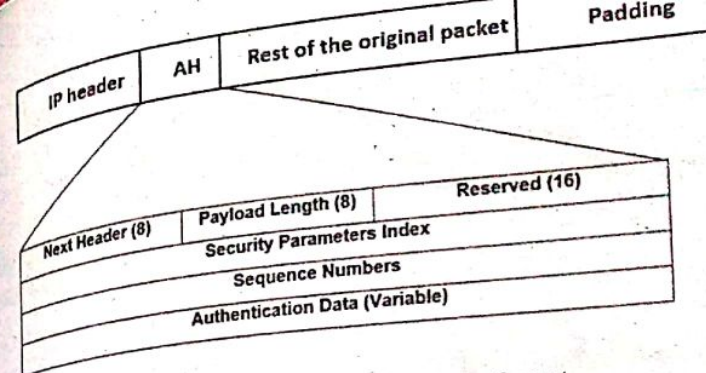 IP header AH Rest of the original packet Padding
Next Header (8) Payload Length (8) Reserved (16)
Security Parameters Index
Sequence Numbers
Authentication Data (Variable)